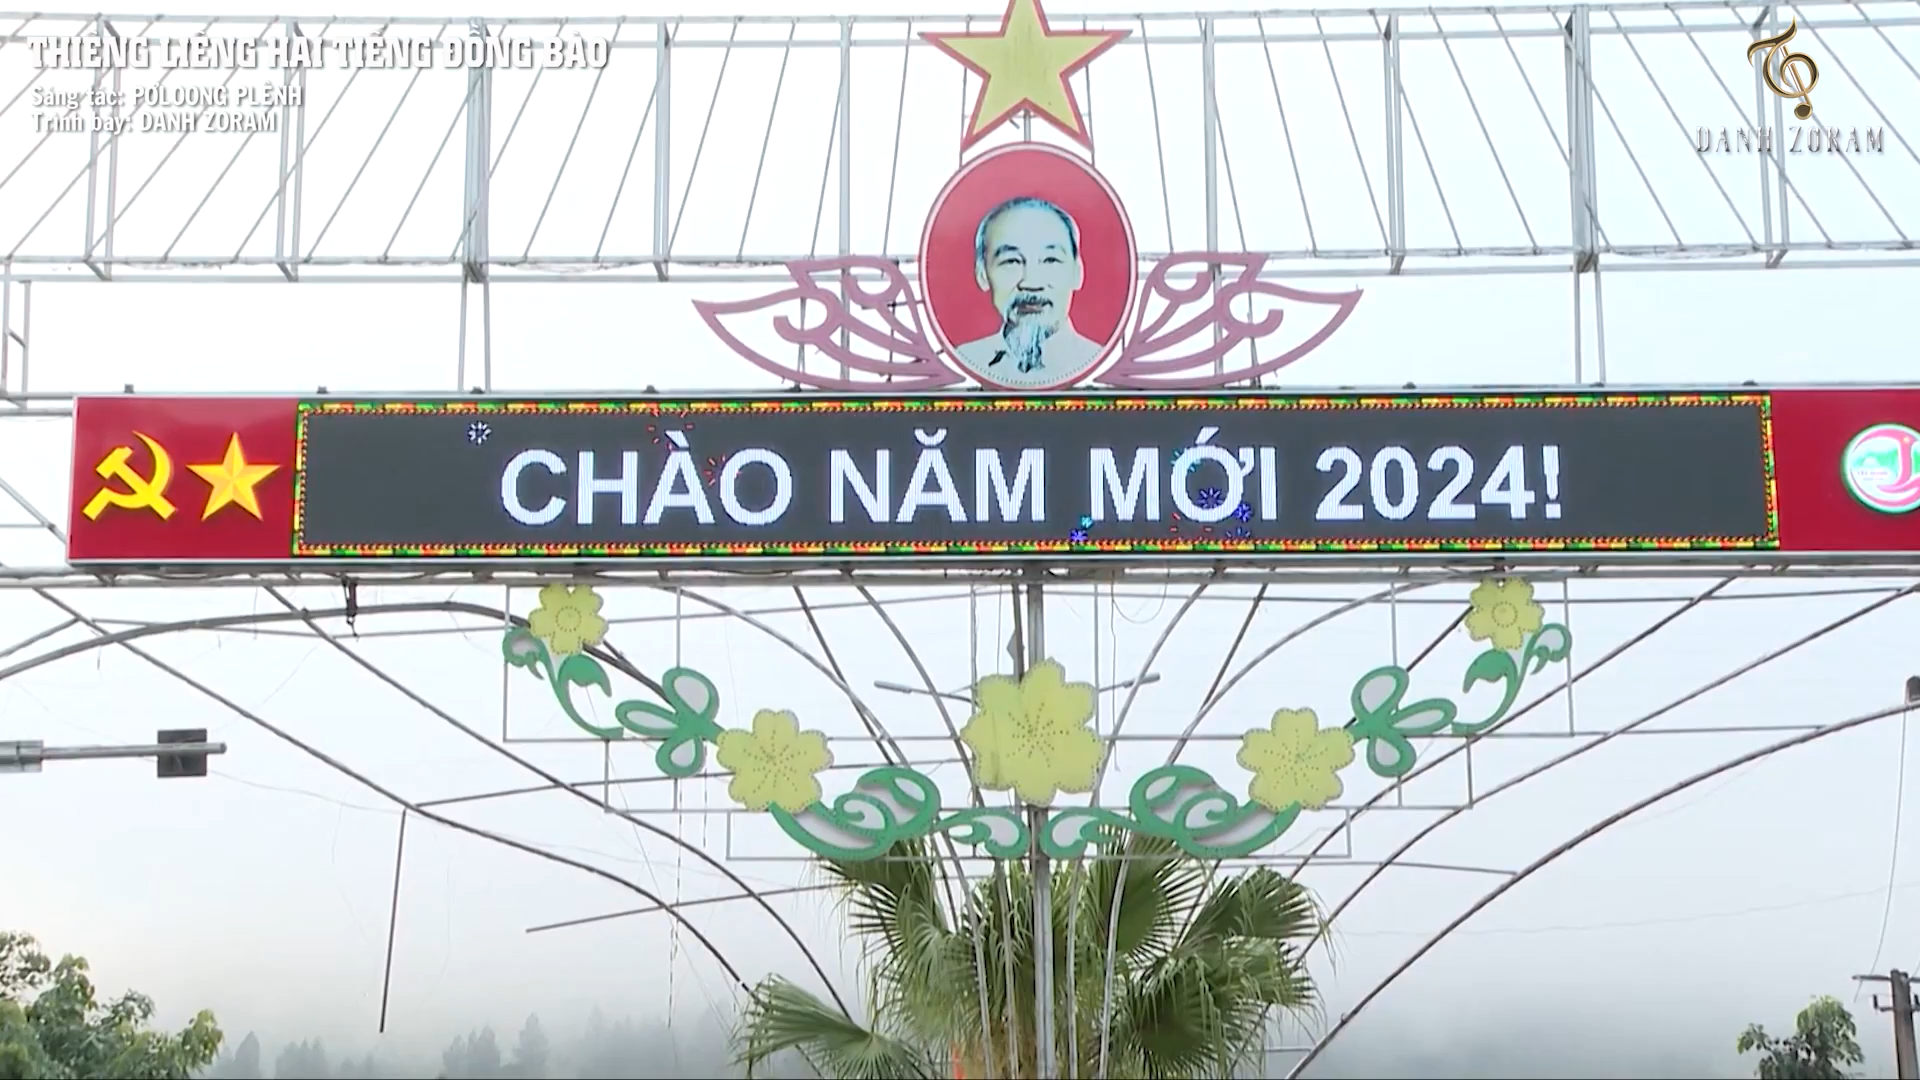 THIÊNG LIÊNG HAI TIẾNG ĐỒNG BÀO
Sáng tác: PƠLOONG PLÊNH
Trình bày: DANH ZORAM
DANH ZORAM
CHÀO NĂM MỚI 2024!